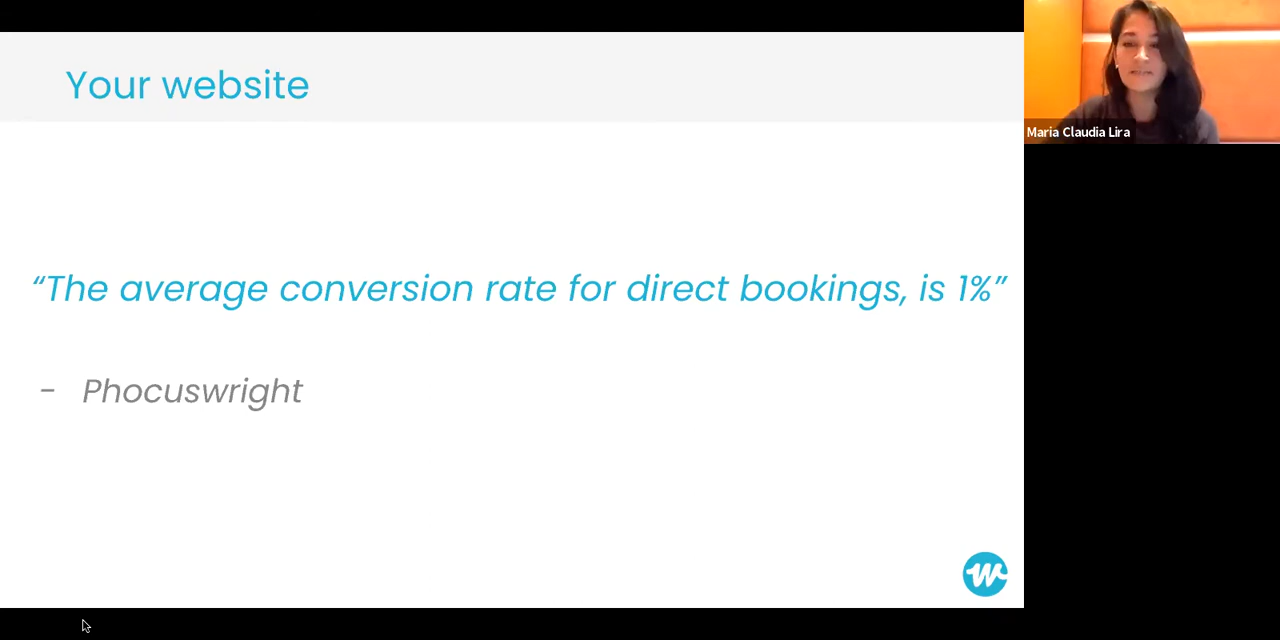 Your website
Maria Claudia Lira
“The average conversion rate for direct bookings, is 1%”
- Phocuswright
w